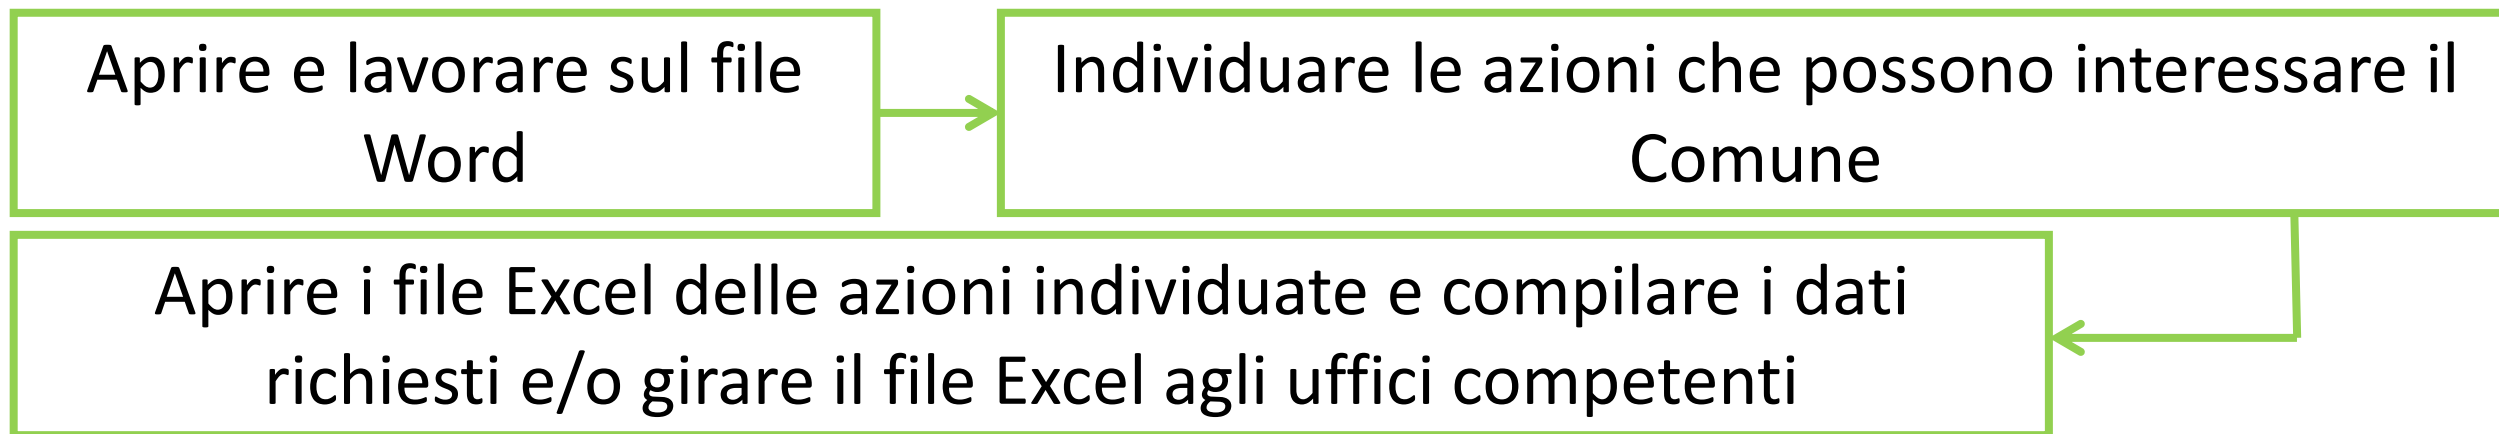 Aprire e lavorare sul file
Word
Individuare le azioni che possono interessare il
Comune
Aprire i file Excel delle azioni individuate e compilare i dati
richiesti e/o girare il file Excel agli uffici competenti